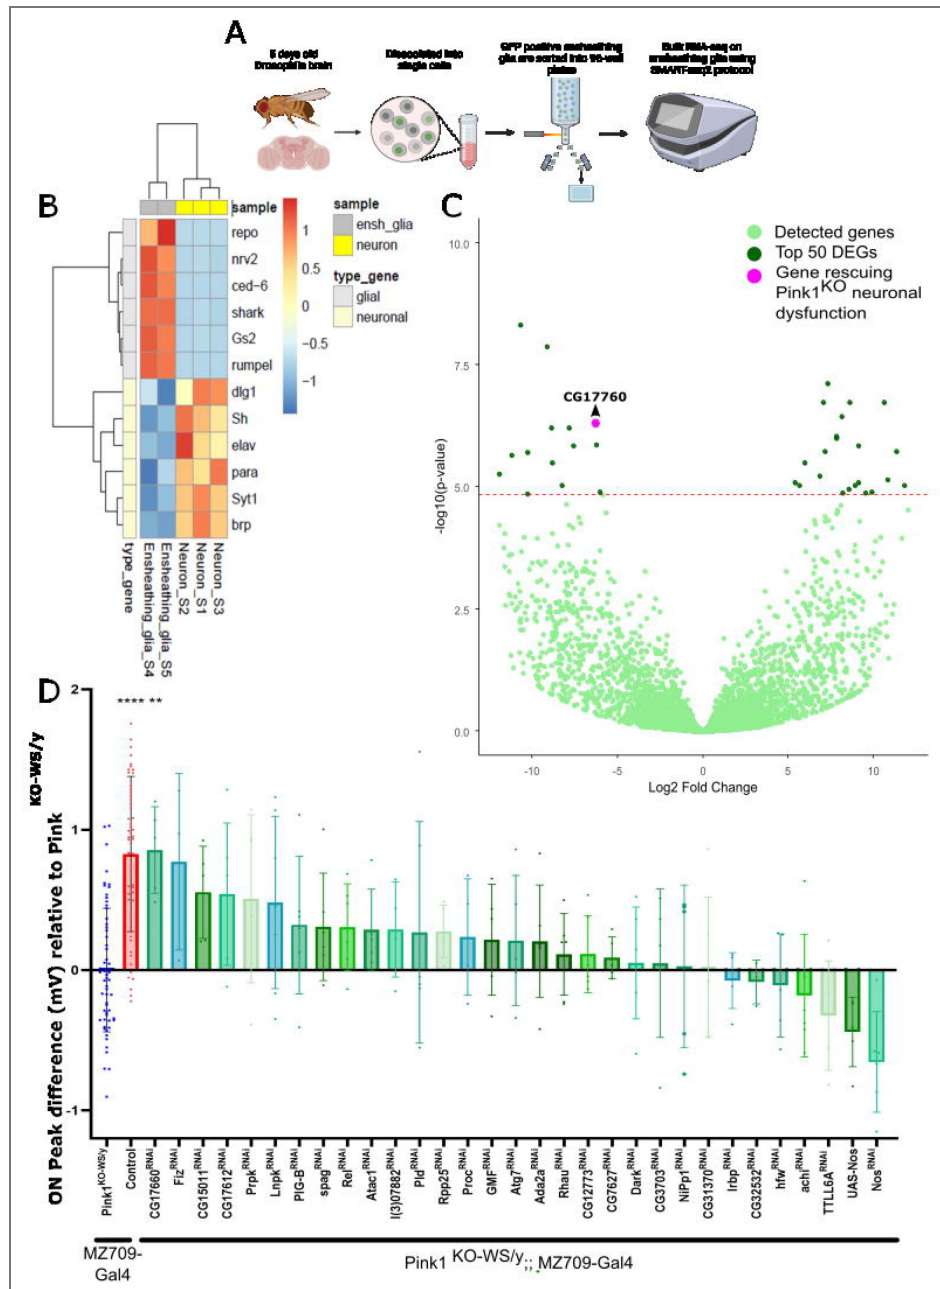 A
5 days old
Drosophila brain
Dissociated into
single cells
GFP positive ensheathing
glia are sorted into 96-well
plates
Bulk RNA-seq on
ensheathing glia using
SMART-seq2 protocol
B
sample
repo
nrv2
ced-6
shark
Gs2
rumpel
dlg1
Sh
elav
para
Syt1
brp
type_gene
Ensheathing_glia_S4
Ensheathing_glia_S5
Neuron_S2
Neuron_S1
Neuron_S3
1
0.5
0
−0.5
−1
sample
ensh_glia
neuron
type_gene
glial
neuronal
C
Detected genes
Top 50 DEGs
Gene rescuing
Pink1KO neuronal
dysfunction
CG17760
-log10(p-value)
10.0
7.5
5.0
2.5
0.0
-10
-5
0
5
10
Log2 Fold Change
D
ON Peak difference (mV) relative to Pink KO-WS/y
2
1
0
-1
**** **
Pink1KO-WS/y
Control
CG17660RNAi
FizRNAi
CG15011RNAi
CG17612RNAi
PrpkRNAi
LnpkRNAi
PIG-BRNAi
spagRNAi
RelRNAi
Atac1RNAi
l(3)07882RNAi
PldRNAi
Rpp25RNAi
ProcRNAi
GMFRNAi
Atg7RNAi
Ada2aRNAi
RhauRNAi
CG12773RNAi
CG7627RNAi
DarkRNAi
CG3703RNAi
NiPp1RNAi
CG31370RNAi
IrbpRNAi
CG32532RNAi
hfwRNAi
achiRNAi
TTLL6ARNAi
UAS-Nos
NosRNAi
MZ709-
Gal4
Pink1 KO-WS/y;; MZ709-Gal4